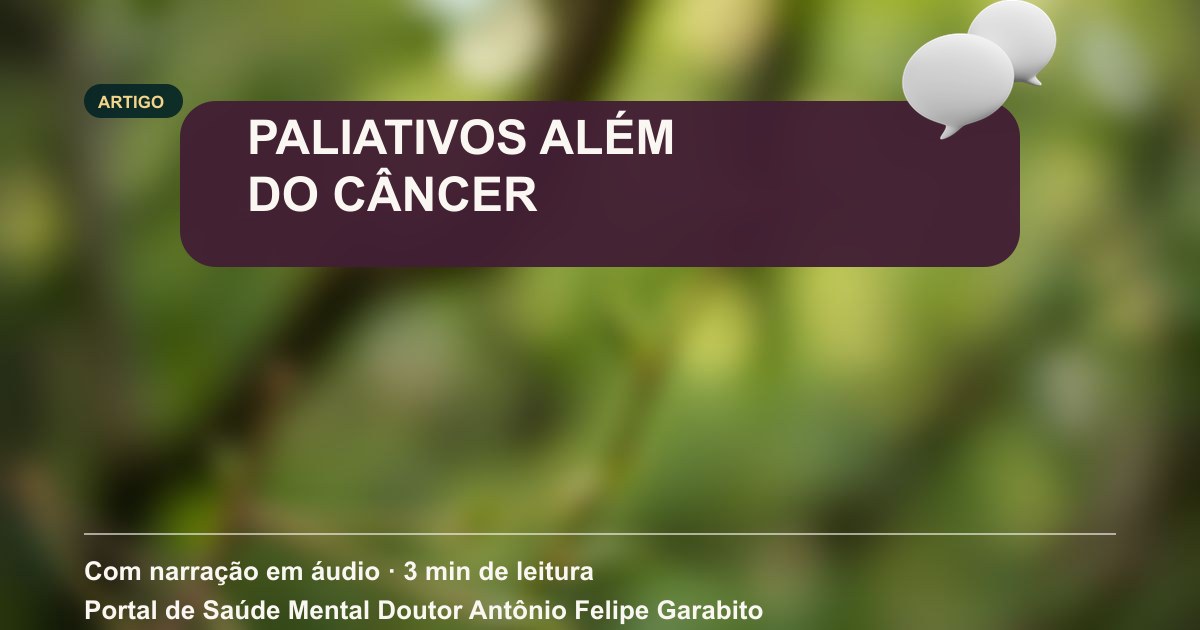 ARTIGO
PALIATIVOS ALÉM
DO CÂNCER
Com narração em áudio · 3 min de leitura
Portal de Saúde Mental Doutor Antônio Felipe Garabito